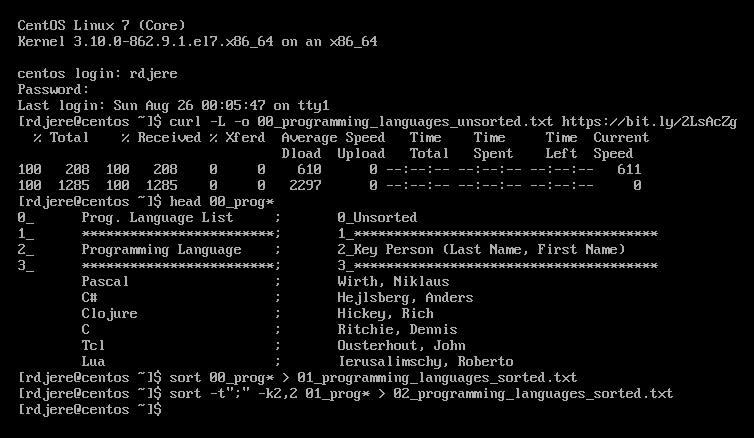 CentOS Linux 7 (Core)
Kernel 3.10.0-862.9.1.el7.x86_64 on an x86_64
centos login: rdjere
Password:
Last login: Sun Aug 26 00:05:47 on tty1
[rdjere@centos ~]$ curl -L -o 00_programming_languages_unsorted.txt https://bit.ly/2LsAcZg
  % Total    % Received % Xferd  Average Speed   Time    Time     Time  Current
                                 Dload  Upload   Total   Spent    Left  Speed
100   208  100   208    0     0    610      0 --:--:-- --:--:-- --:--:--   611
100  1285  100  1285    0     0   2297      0 --:--:-- --:--:-- --:--:--     0
[rdjere@centos ~]$ head 00_prog*
0_      Prog. Language List     ;       0_Unsorted
1_      ************************;       1_**************************************
2_      Programming Language    ;       2_Key Person (Last Name, First Name)
3_      ************************;       3_**************************************
        Pascal                  ;       Wirth, Niklaus
        C#                      ;       Hejlsberg, Anders
        Clojure                 ;       Hickey, Rich
        C                       ;       Ritchie, Dennis
        Tcl                     ;       Ousterhout, John
        Lua                     ;       Ierusalimschy, Roberto
[rdjere@centos ~]$ sort 00_prog* > 01_programming_languages_sorted.txt
[rdjere@centos ~]$ sort -t";" -k2,2 01_prog* > 02_programming_languages_sorted.txt
[rdjere@centos ~]$